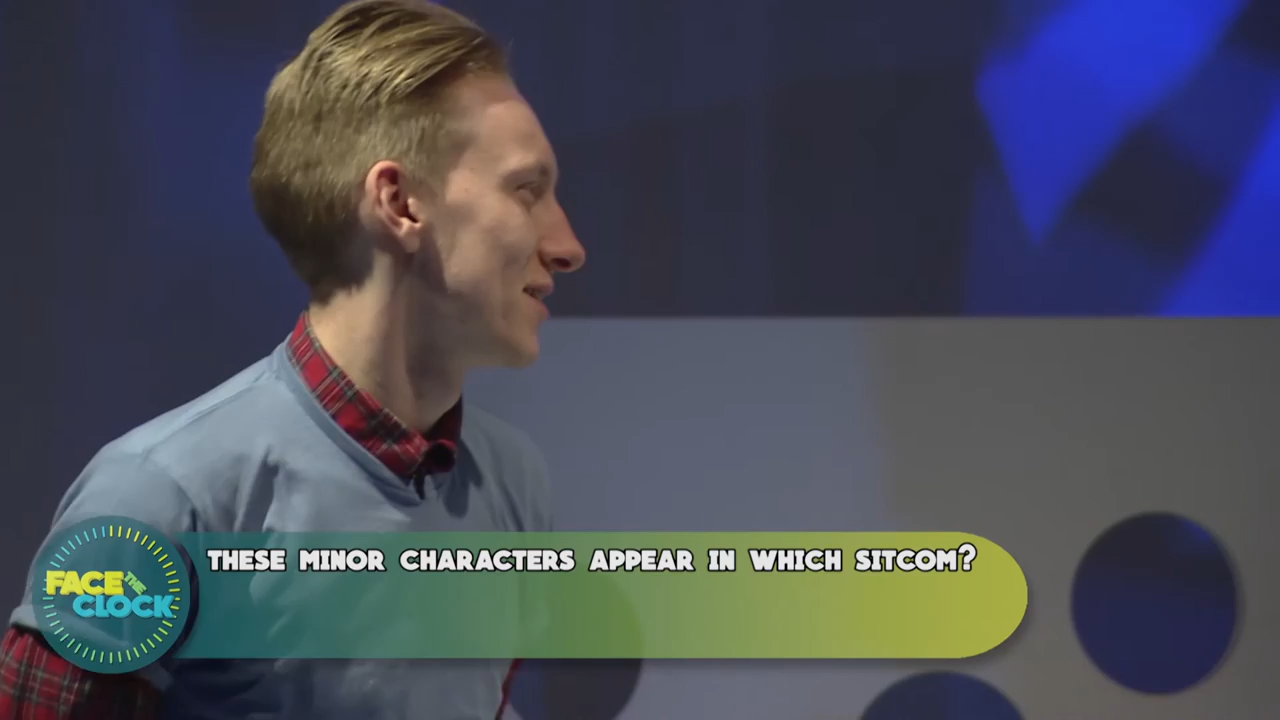 THESE MINOR CHARACTERS APPEAR IN WHICH SITCOM?
FACE THE
CLOCK